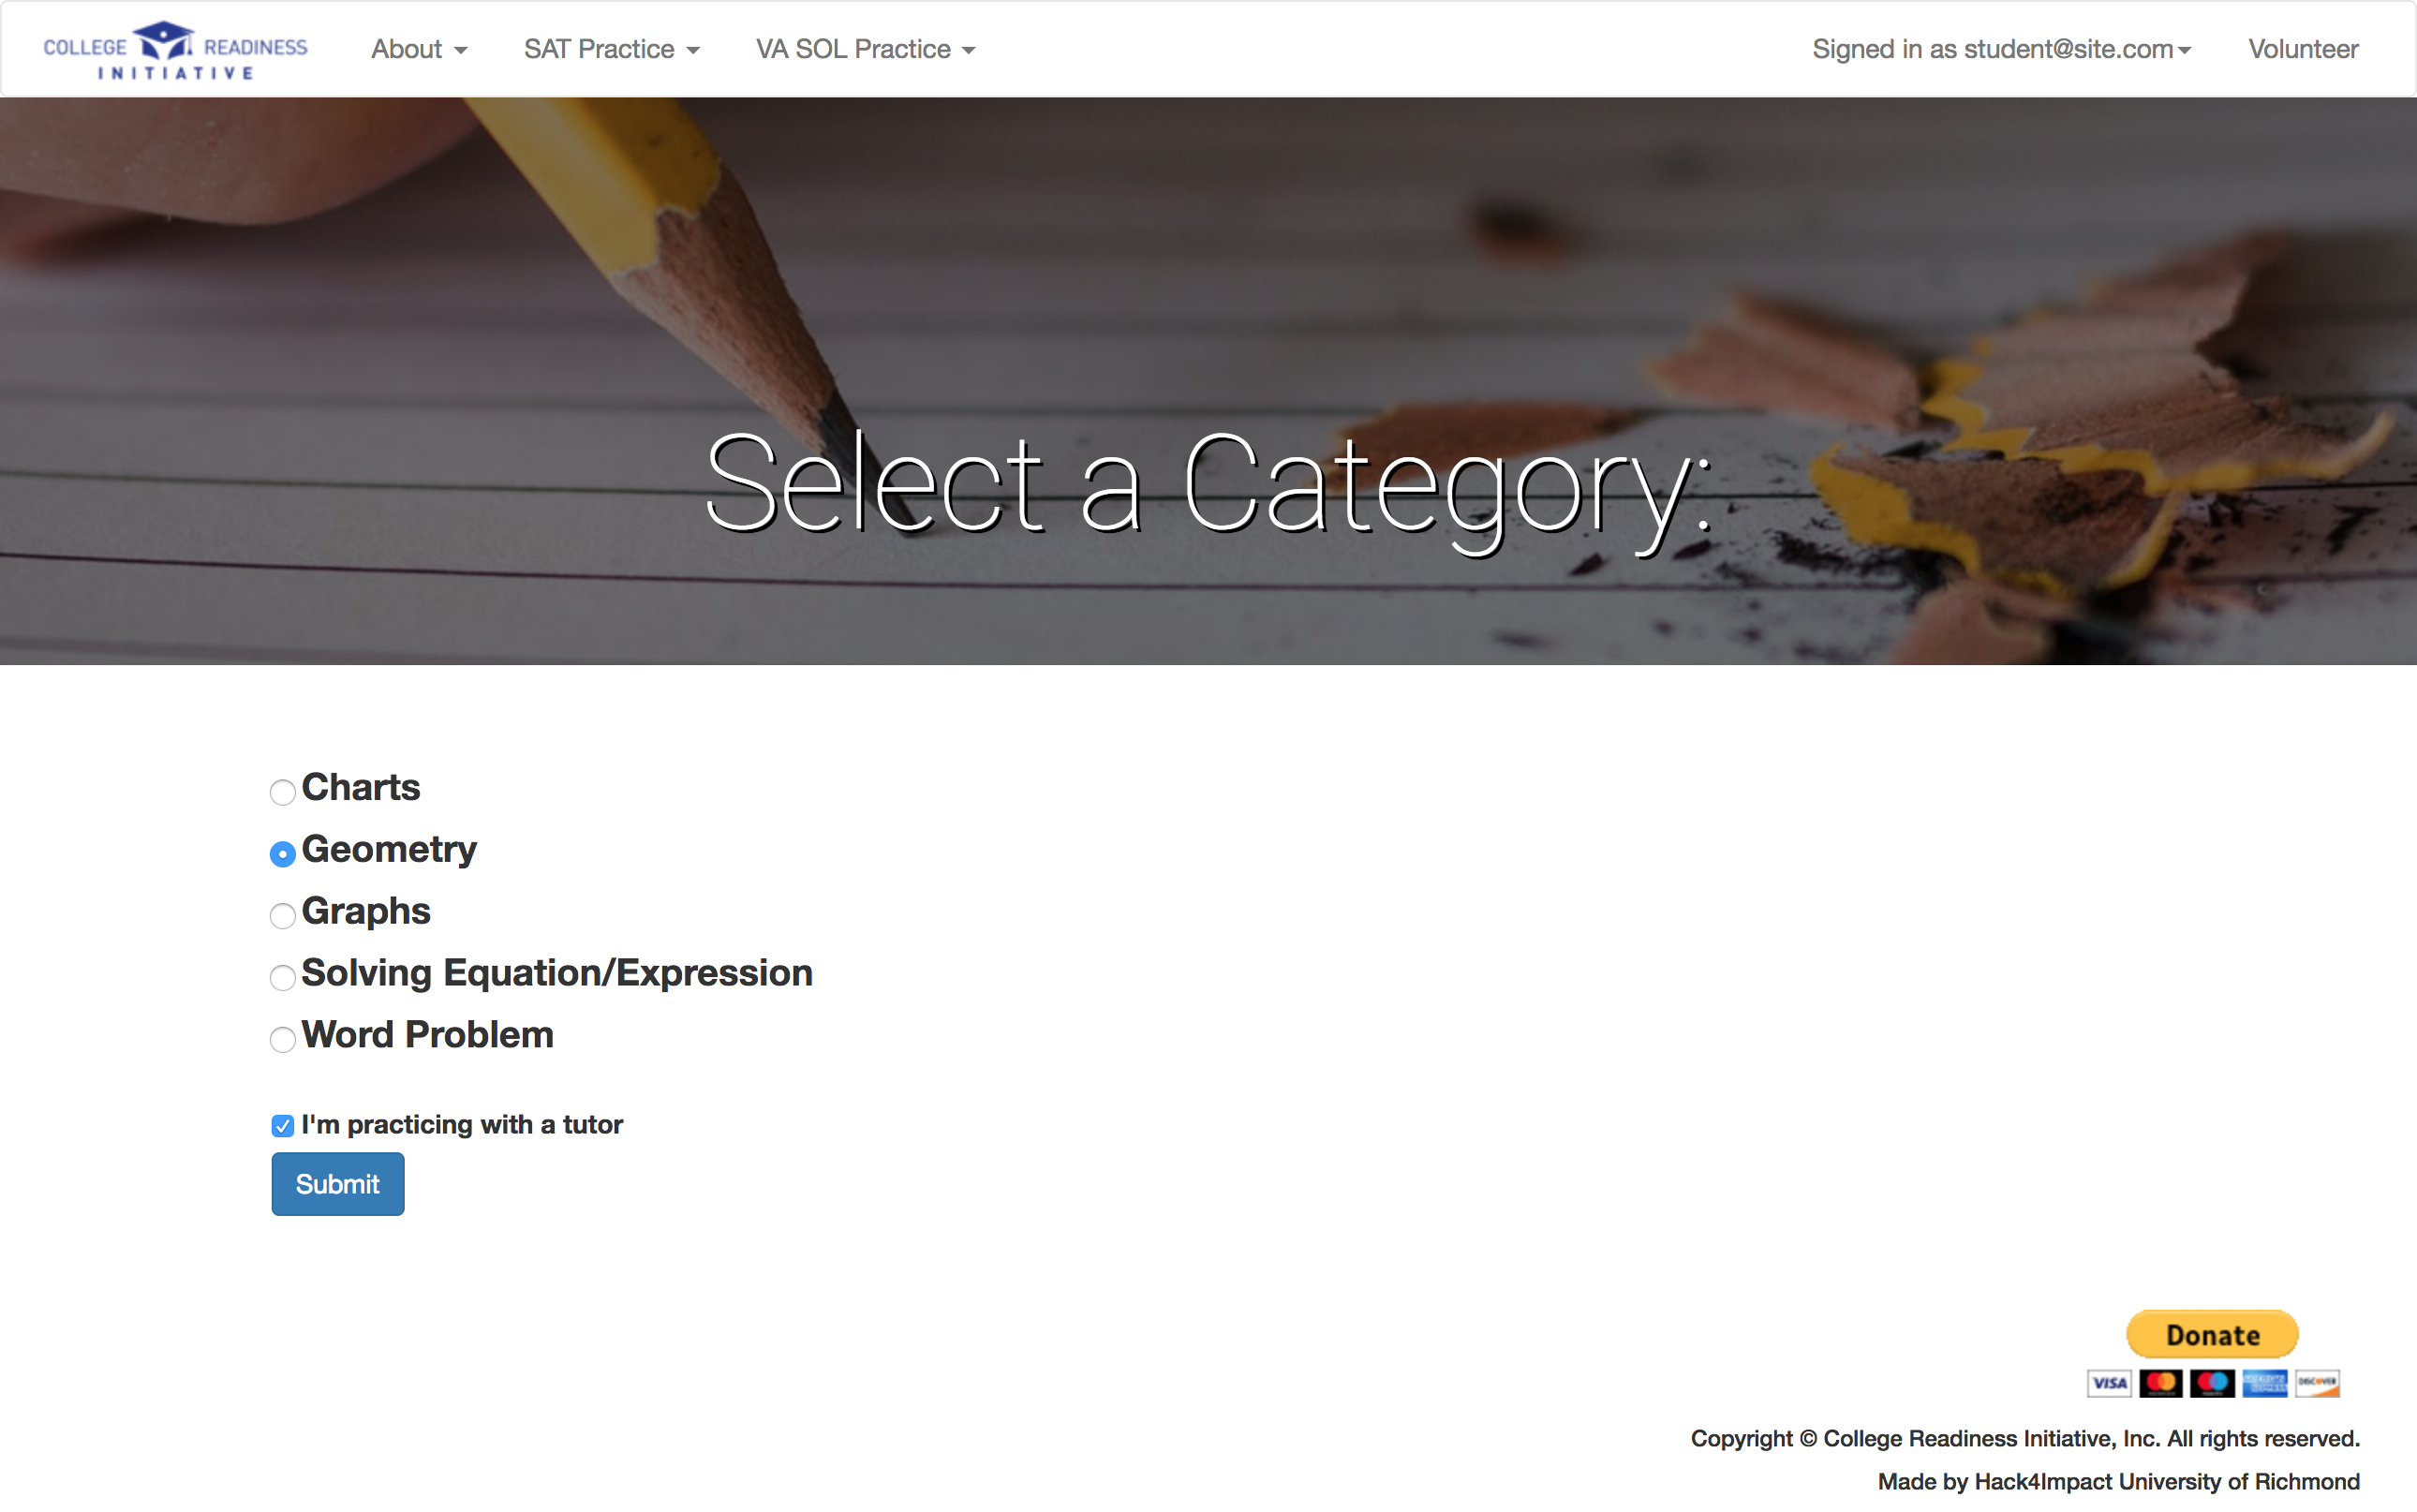 COLLEGE READINESS
INITIATIVE
About
SAT Practice
VA SOL Practice
Signed in as student@site.com
Volunteer
Select a Category:
Charts
Geometry
Graphs
Solving Equation/Expression
Word Problem
I'm practicing with a tutor
Submit
Donate
VISA
DISCOVER
Copyright © College Readiness Initiative, Inc. All rights reserved.
Made by Hack4Impact University of Richmond